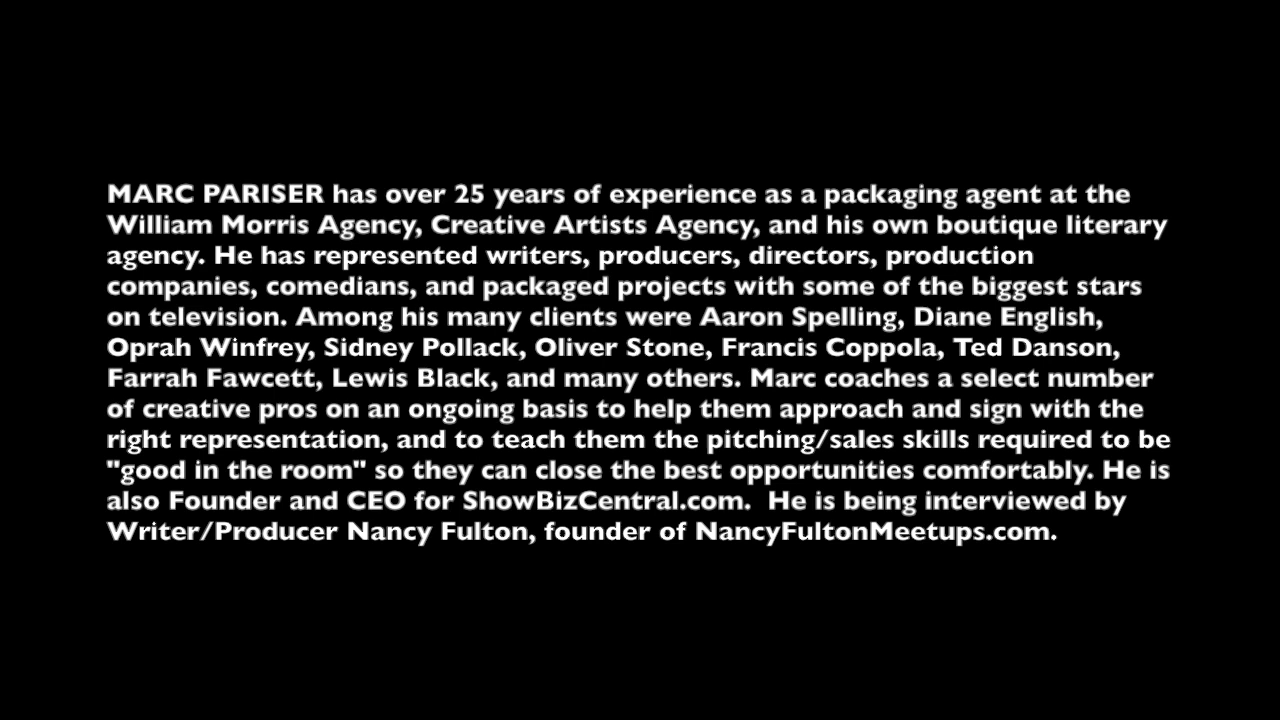 MARC PARISER has over 25 years of experience as a packaging agent at the
William Morris Agency, Creative Artists Agency, and his own boutique literary
agency. He has represented writers, producers, directors, production
companies, comedians, and packaged projects with some of the biggest stars
on television. Among his many clients were Aaron Spelling, Diane English,
Oprah Winfrey, Sidney Pollack, Oliver Stone, Francis Coppola, Ted Danson,
Farrah Fawcett, Lewis Black, and many others. Marc coaches a select number
of creative pros on an ongoing basis to help them approach and sign with the
right representation, and to teach them the pitching/sales skills required to be
"good in the room" so they can close the best opportunities comfortably. He is
also Founder and CEO for ShowBizCentral.com.  He is being interviewed by
Writer/Producer Nancy Fulton, founder of NancyFultonMeetups.com.